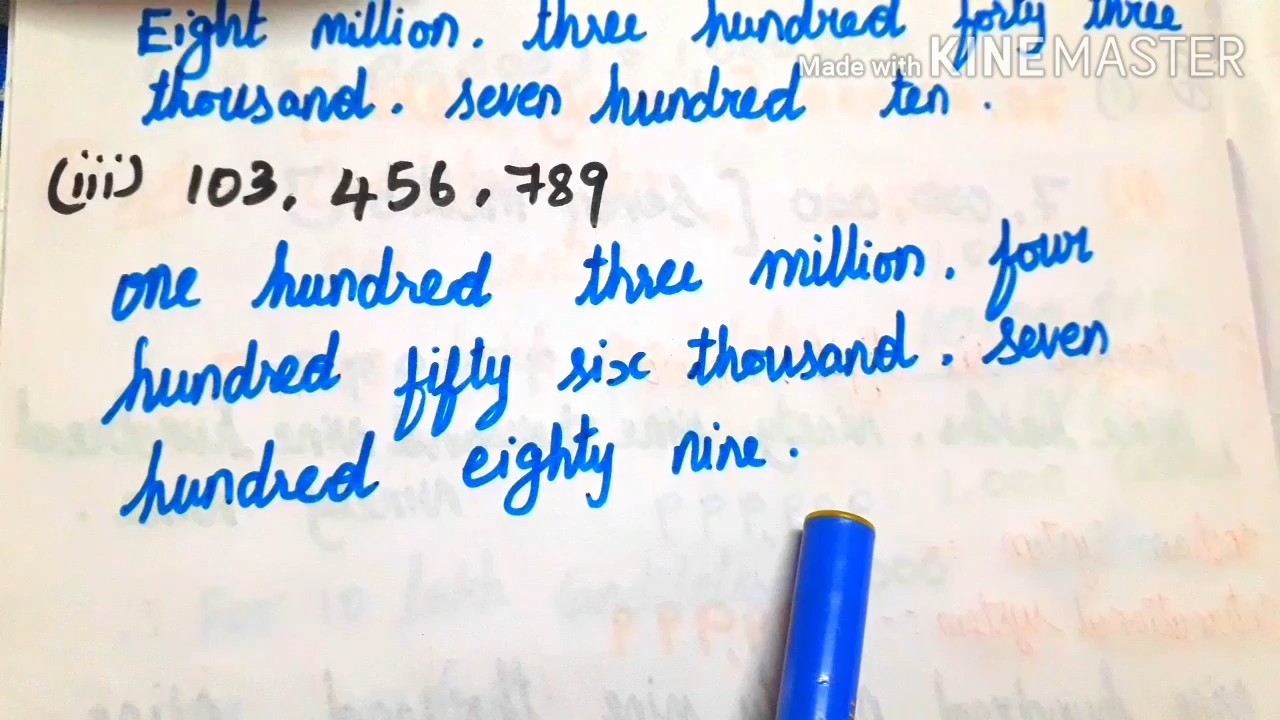 Eight million. three hundred forty three
Made with KINEMASTER
thousand. seven hundred ten.
(iii) 103, 456, 789
one hundred three million. four
hundred fifty six thousand. seven
hundred eighty nine.